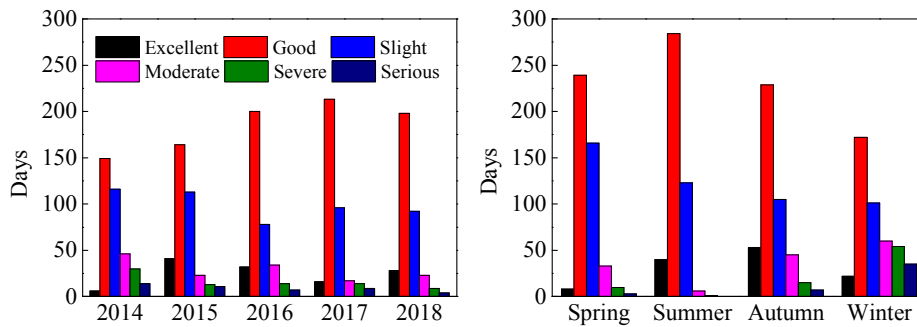 300
250
200
150
100
50
0
Days
Excellent Good Slight
Moderate Severe Serious
2014 2015 2016 2017 2018
300
250
200
150
100
50
0
Days
Spring Summer Autumn Winter